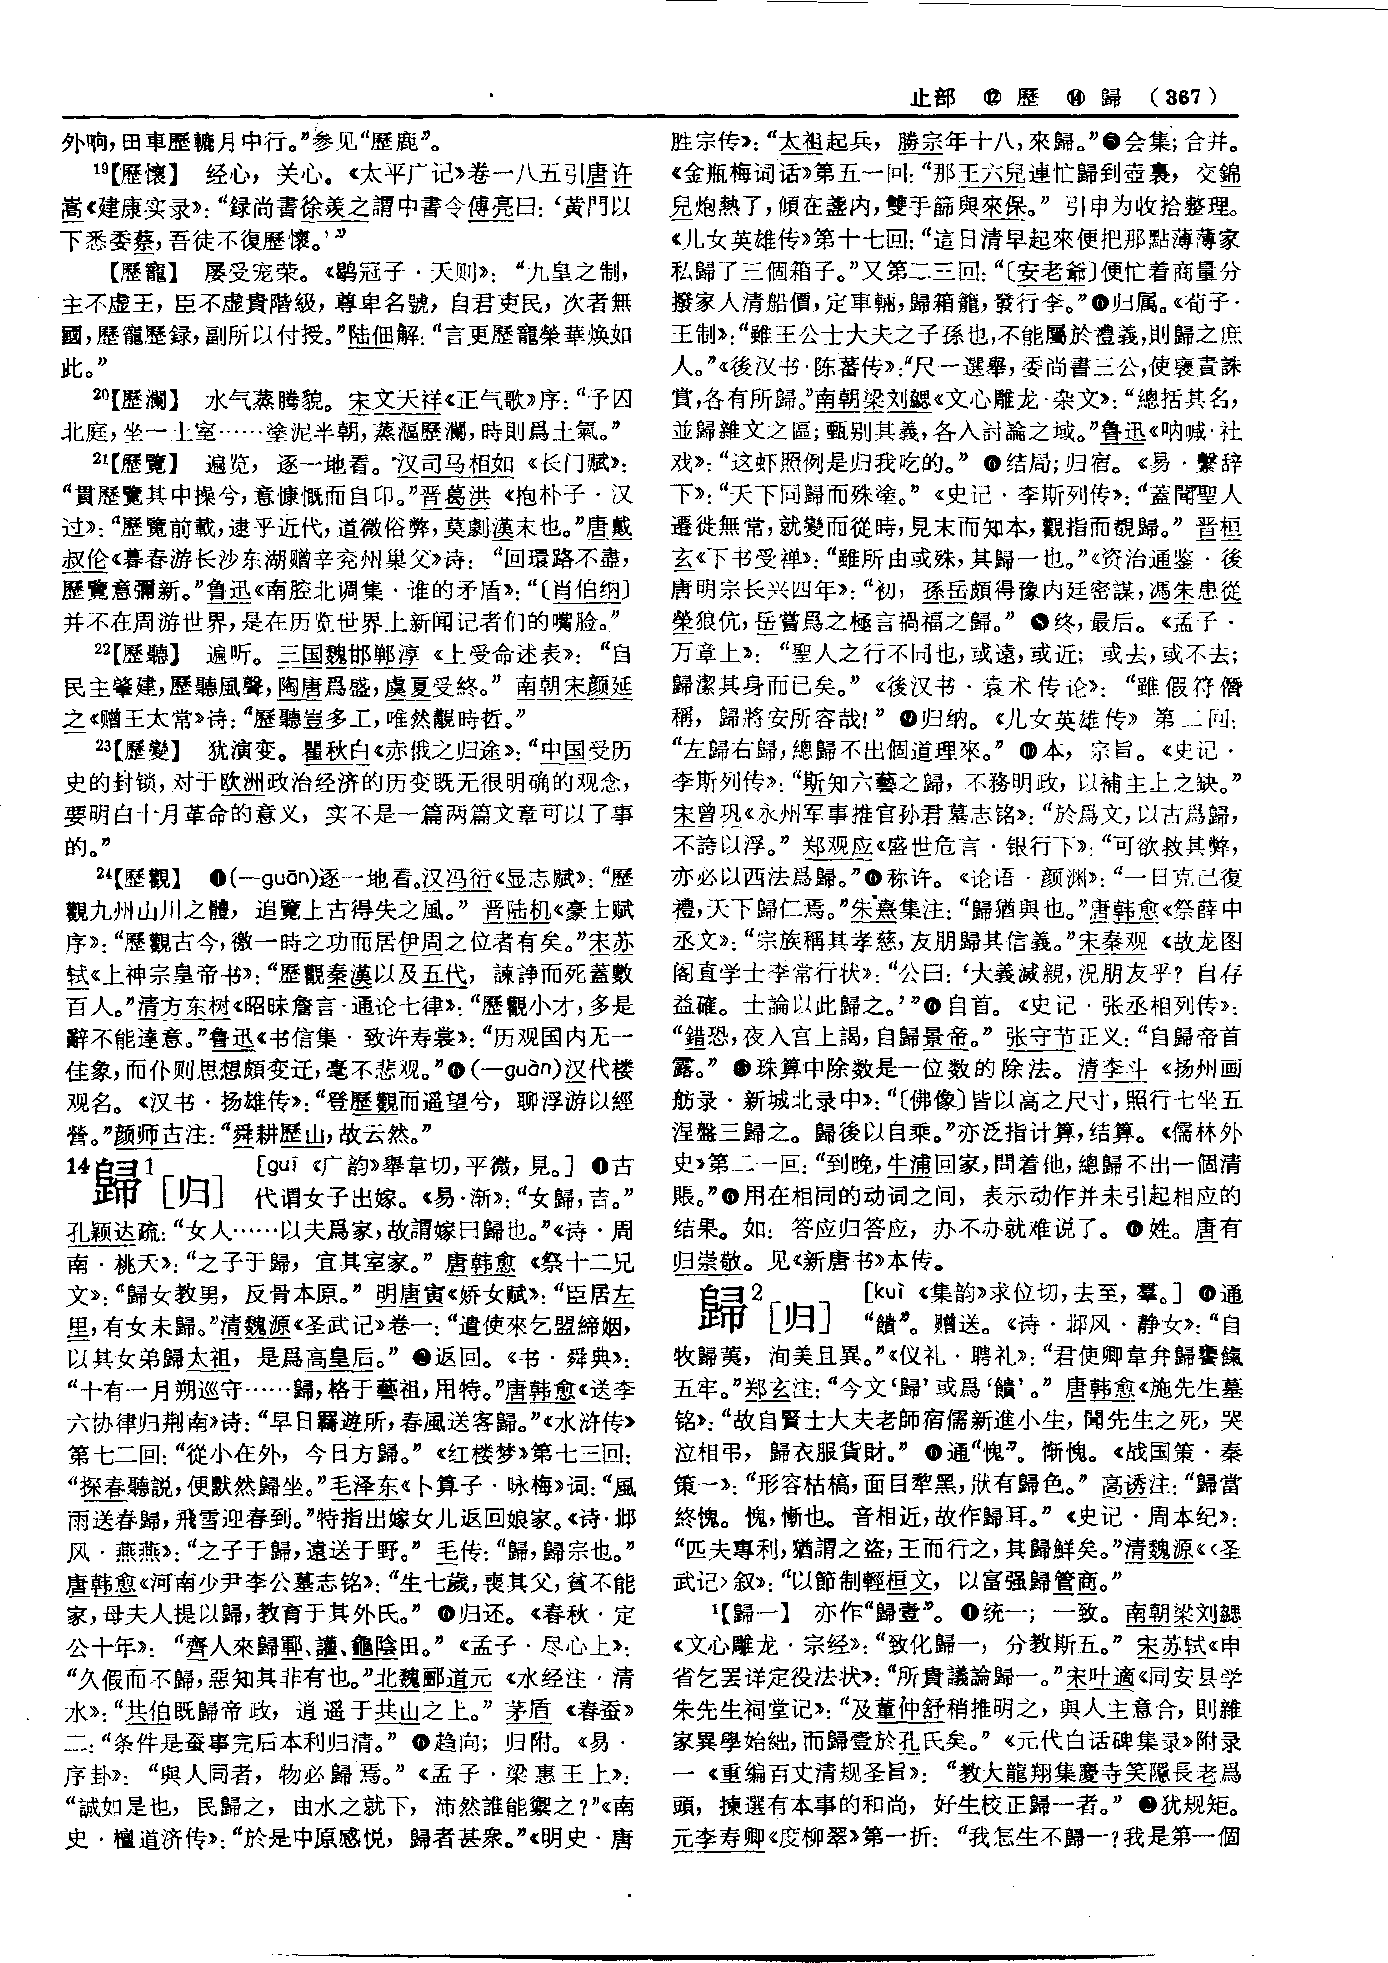 止部 ⑫ 歷 ⑭ 歸 （367）
外响，田車歷轆月中行。”参见“歷鹿”。
19【歷懷】 经心，关心。《太平广记》卷一八五引唐许
嵩《建康实录》：“録尚書徐羨之謂中書令傅亮曰：‘黃門以
下悉委蔡，吾徒不復歷懷。’”
【歷寵】 屡受宠荣。《鹖冠子·天则》：“九皇之制，
主不虛王，臣不虛貴階級，尊卑名號，自君吏民，次者無
國，歷寵歷録，副所以付授。”陆佃解：“言更歷寵榮華煥如
此。”
20【歷瀾】 水气蒸腾貌。宋文天祥《正气歌》序：“予囚
北庭，坐一土室……塗泥半朝，蒸漚歷瀾，時則爲土氣。”
21【歷覽】 遍览，逐一地看。汉司马相如《长门赋》：
“貫歷覽其中操兮，意慷慨而自卬。”晋葛洪《抱朴子·汉
过》：“歷覽前載，逮乎近代，道微俗弊，莫劇漢末也。”唐戴
叔伦《暮春游长沙东湖赠辛兖州巢父》诗：“回環路不盡，
歷覽意彌新。”鲁迅《南腔北调集·谁的矛盾》：“〔肖伯纳〕
并不在周游世界，是在历览世界上新闻记者们的嘴脸。”
22【歷聽】 遍听。三国魏邯郸淳《上受命述表》：“自
民主肇建，歷聽風聲，陶唐爲盛，虞夏受終。”南朝宋颜延
之《赠王太常》诗：“歷聽豈多工，唯然覯時哲。”
23【歷變】 犹演变。瞿秋白《赤俄之归途》：“中国受历
史的封锁，对于欧洲政治经济的历变既无很明确的观念，
要明白十月革命的意义，实不是一篇两篇文章可以了事
的。”
24【歷觀】 ❶(—guān)逐一地看。汉冯衍《显志赋》：“歷
觀九州山川之體，追覽上古得失之風。”晋陆机《豪士赋
序》：“歷觀古今，徼一時之功而居伊周之位者有矣。”宋苏
轼《上神宗皇帝书》：“歷觀秦漢以及五代，諫諍而死蓋數
百人。”清方东树《昭昧詹言·通论七律》：“歷觀小才，多是
辭不能達意。”鲁迅《书信集·致许寿裳》：“历观国内无一
佳象，而仆则思想頗变迁，毫不悲观。”❷(—guàn)汉代楼
观名。《汉书·扬雄传》：“登歷觀而遥望兮，聊浮游以經
營。”颜师古注：“舜耕歷山，故云然。”
14歸1［归］ ［guī《广韵》舉韋切，平微，見。］ ❶古
代谓女子出嫁。《易·渐》：“女歸，吉。”
孔颖达疏：“女人……以夫爲家，故謂嫁曰歸也。”《诗·周
南·桃夭》：“之子于歸，宜其室家。”唐韩愈《祭十二兄
文》：“歸女教男，反骨本原。”明唐寅《娇女赋》：“臣居左
里，有女未歸。”清魏源《圣武记》卷一：“遣使來乞盟締姻，
以其女弟歸太祖，是爲高皇后。”❷返回。《书·舜典》：
“十有一月朔巡守……歸，格于藝祖，用特。”唐韩愈《送李
六协律归荆南》诗：“早日羈遊所，春風送客歸。”《水浒传》
第七二回：“從小在外，今日方歸。”《红楼梦》第七三回：
“探春聽説，便默然歸坐。”毛泽东《卜算子·咏梅》词：“風
雨送春歸，飛雪迎春到。”特指出嫁女儿返回娘家。《诗·邶
风·燕燕》：“之子于歸，遠送于野。”毛传：“歸，歸宗也。”
唐韩愈《河南少尹李公墓志铭》：“生七歲，喪其父，貧不能
家，母夫人提以歸，教育于其外氏。”❸归还。《春秋·定
公十年》：“齊人來歸鄆、讙、龜陰田。”《孟子·尽心上》：
“久假而不歸，惡知其非有也。”北魏郦道元《水经注·清
水》：“共伯既歸帝政，逍遥于共山之上。”茅盾《春蚕》
二：“条件是蚕事完后本利归清。”❹趋向；归附。《易·
序卦》：“與人同者，物必歸焉。”《孟子·梁惠王上》：
“誠如是也，民歸之，由水之就下，沛然誰能禦之？”《南
史·檀道济传》：“於是中原感悦，歸者甚衆。”《明史·唐
胜宗传》：“太祖起兵，勝宗年十八，來歸。”❺会集；合并。
《金瓶梅词话》第五一回：“那王六兒連忙歸到壺裏，交錦
兒炮熱了，傾在盞内，雙手篩與來保。”引申为收拾整理。
《儿女英雄传》第十七回：“這日清早起來便把那點薄薄家
私歸了三個箱子。”又第二三回：“〔安老爺〕便忙着商量分
撥家人清船價，定車輛，歸箱籠，發行李。”❻归属。《荀子·
王制》：“雖王公士大夫之子孫也，不能屬於禮義，則歸之庶
人。”《後汉书·陈蕃传》：“尺一選舉，委尚書三公，使褒責誅
賞，各有所歸。”南朝梁刘勰《文心雕龙·杂文》：“總括其名，
並歸雜文之區；甄别其義，各入討論之域。”鲁迅《呐喊·社
戏》：“这虾照例是归我吃的。”❼结局；归宿。《易·繫辞
下》：“天下同歸而殊塗。”《史记·李斯列传》：“蓋聞聖人
遷徙無常，就變而從時，見末而知本，觀指而覩歸。”晋桓
玄《下书受禅》：“雖所由或殊，其歸一也。”《资治通鉴·後
唐明宗长兴四年》：“初，孫岳頗得豫内廷密謀，馮朱患從
榮狼伉，岳嘗爲之極言禍福之歸。”❽终，最后。《孟子·
万章上》：“聖人之行不同也，或遠，或近；或去，或不去；
歸潔其身而已矣。”《後汉书·袁术传论》：“雖假符僭
稱，歸將安所容哉！”❾归纳。《儿女英雄传》第二回：
“左歸右歸，總歸不出個道理來。”❿本，宗旨。《史记·
李斯列传》：“斯知六藝之歸，不務明政，以補主上之缺。”
宋曾巩《永州军事推官孙君墓志铭》：“於爲文，以古爲歸，
不誇以浮。”郑观应《盛世危言·银行下》：“可欲救其弊，
亦必以西法爲歸。”⓫称许。《论语·颜渊》：“一日克己復
禮，天下歸仁焉。”朱熹集注：“歸猶與也。”唐韩愈《祭薛中
丞文》：“宗族稱其孝慈，友朋歸其信義。”宋秦观《故龙图
阁直学士李常行状》：“公曰：‘大義滅親，況朋友乎？自存
益確。士論以此歸之。’”⓬自首。《史记·张丞相列传》：
“錯恐，夜入宫上謁，自歸景帝。”张守节正义：“自歸帝首
露。”⓭珠算中除数是一位数的除法。清李斗《扬州画
舫录·新城北录中》：“〔佛像〕皆以高之尺寸，照行七坐五
涅盤三歸之。歸後以自乘。”亦泛指计算，结算。《儒林外
史》第二一回：“到晚，牛浦回家，問着他，總歸不出一個清
賬。”⓮用在相同的动词之间，表示动作并未引起相应的
结果。如：答应归答应，办不办就难说了。⓯姓。唐有
归崇敬。见《新唐书》本传。
歸2［归］ ［kuì《集韵》求位切，去至，羣。］ ❶通
“饋”。赠送。《诗·邶风·静女》：“自
牧歸荑，洵美且異。”《仪礼·聘礼》：“君使卿韋弁歸饔餼
五牢。”郑玄注：“今文‘歸’或爲‘饋’。”唐韩愈《施先生墓
铭》：“故自賢士大夫老師宿儒新進小生，聞先生之死，哭
泣相弔，歸衣服貨財。”❷通“愧”。惭愧。《战国策·秦
策一》：“形容枯槁，面目犂黑，狀有歸色。”高诱注：“歸當
終愧。愧，慚也。音相近，故作歸耳。”《史记·周本纪》：
“匹夫專利，猶謂之盜，王而行之，其歸鮮矣。”清魏源《〈圣
武记〉叙》：“以節制輕桓文，以富强歸管商。”
1【歸一】 亦作“歸壹”。❶统一；一致。南朝梁刘勰
《文心雕龙·宗经》：“致化歸一，分教斯五。”宋苏轼《申
省乞罢详定役法状》：“所貴議論歸一。”宋叶適《同安县学
朱先生祠堂记》：“及董仲舒稍推明之，與人主意合，則雜
家異學始絀，而歸壹於孔氏矣。”《元代白话碑集录》附录
一《重编百丈清规圣旨》：“教大龍翔集慶寺笑隱長老爲
頭，揀選有本事的和尚，好生校正歸一者。”❷犹规矩。
元李寿卿《度柳翠》第一折：“我怎生不歸一？我是第一個